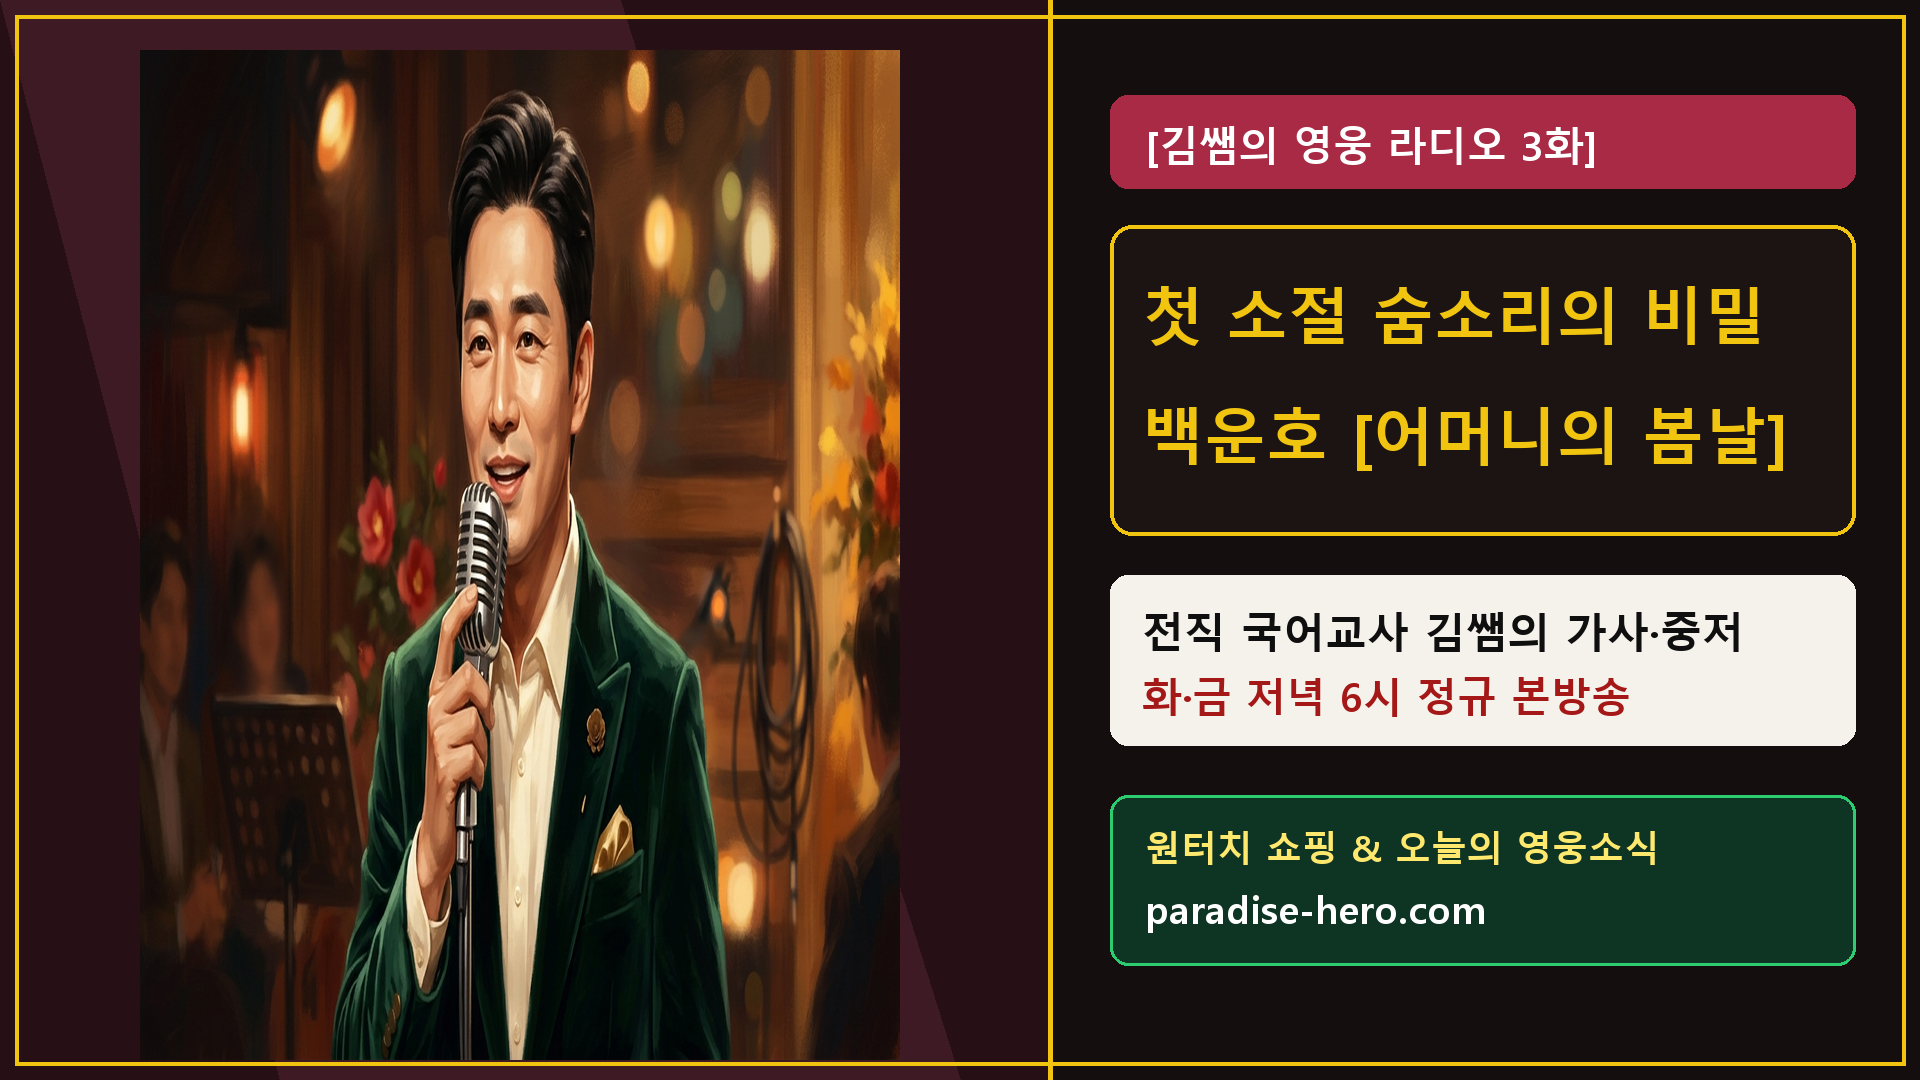 [김쌤의 영웅 라디오 3화]
첫 소절 숨소리의 비밀
백운호 [어머니의 봄날]
전직 국어교사 김쌤의 가사·중저
화·금 저녁 6시 정규 본방송
원터치 쇼핑 & 오늘의 영웅소식
paradise-hero.com